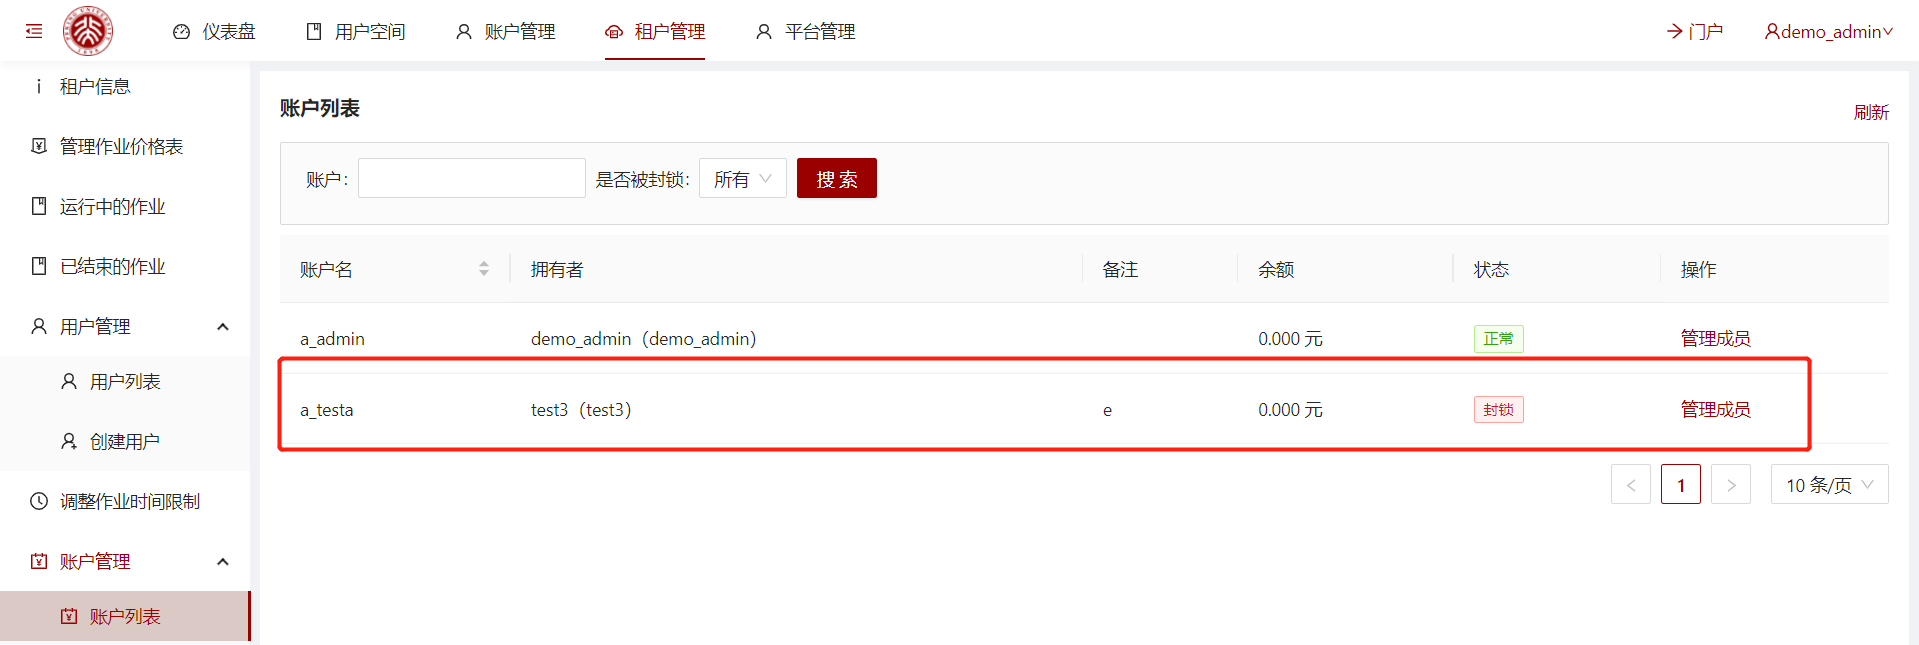 仪表盘
用户空间
账户管理
租户管理
平台管理
门户
demo_admin
租户信息
管理作业价格表
运行中的作业
已结束的作业
用户管理
用户列表
创建用户
调整作业时间限制
账户管理
账户列表
账户列表
刷新
账户:
是否被封锁:
所有
搜 索
账户名 拥有者 备注 余额 状态 操作
a_admin demo_admin（demo_admin） 0.000 元 正常 管理成员
a_testa test3（test3） e 0.000 元 封锁 管理成员
< 1 > 10 条/页